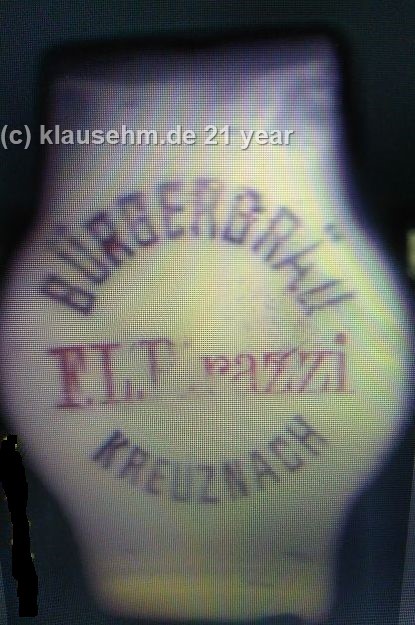 (c) klausehm.de 21 year
BÜRGERBRÄU
KREUZNACH